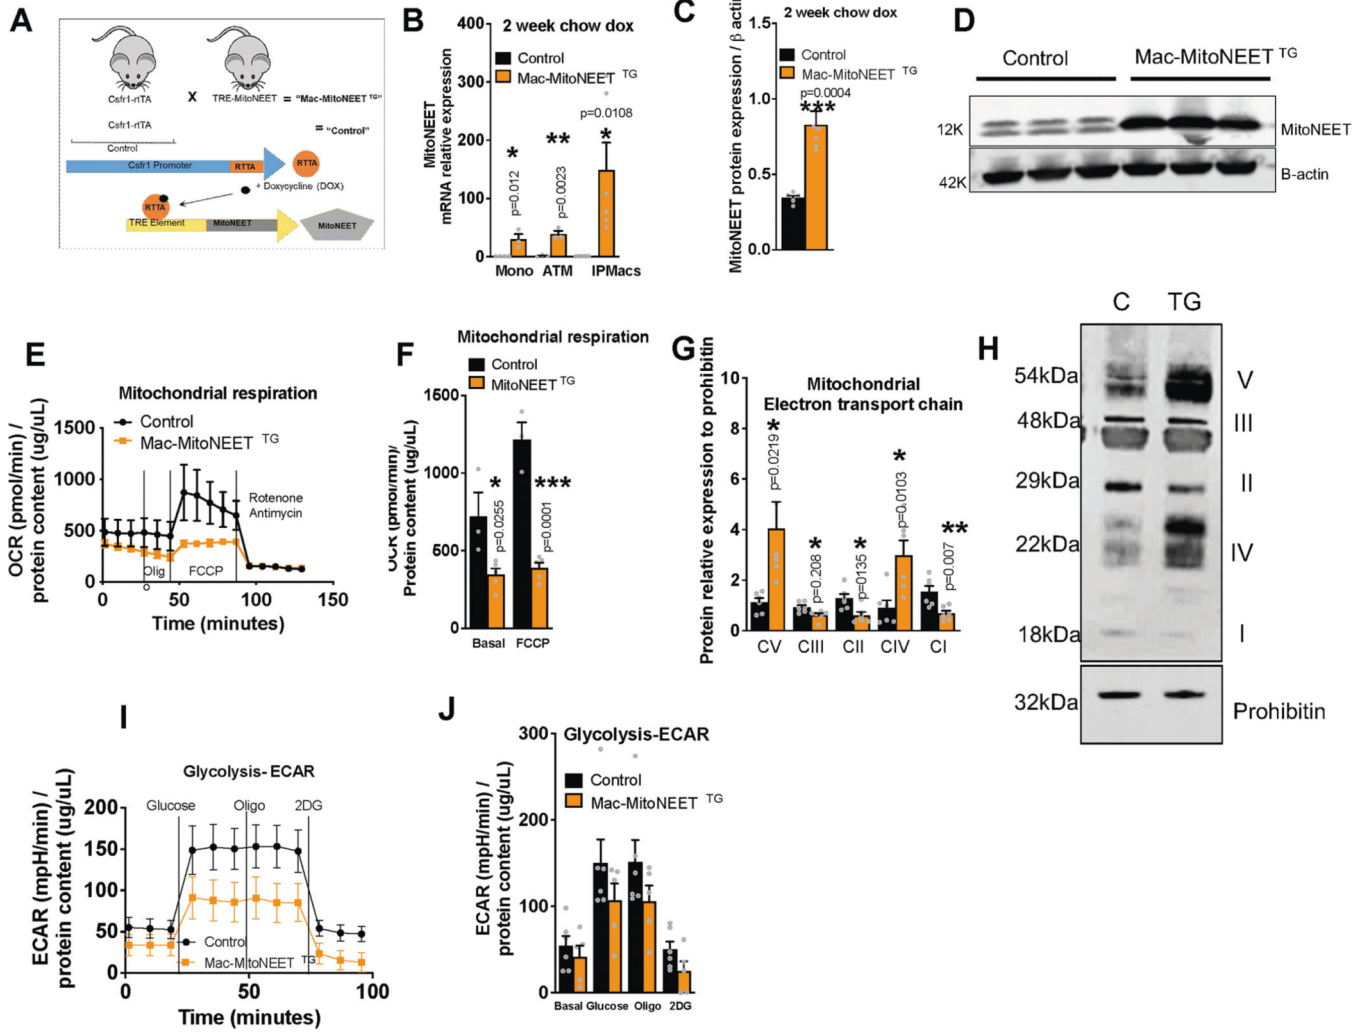 A
Csfr1-rtTA
X
TRE-MitoNEET
= "Mac-MitoNEET TG"
Csfr1-rtTA
= "Control"
Control
Csfr1 Promoter
RTTA
RTTA
+ Doxycycline (DOX)
RTTA
TRE Element
MitoNEET
MitoNEET
B
2 week chow dox
Control
Mac-MitoNEET TG
MitoNEET
mRNA relative expression
400
300
200
100
0
*
p=0.012
**
p=0.0023
p=0.0108
*
Mono
ATM
IPMacs
C
2 week chow dox
Control
Mac-MitoNEET TG
p=0.0004
***
MitoNEET protein expression / β actin
1.5
1.0
0.5
0.0
D
Control
Mac-MitoNEET TG
12K
MitoNEET
42K
B-actin
E
Mitochondrial respiration
Control
Mac-MitoNEET TG
OCR (pmol/min) /
protein content (ug/uL)
1500
1000
500
0
Rotenone
Antimycin
Olig
o
FCCP
0
50
100
150
Time (minutes)
F
Mitochondrial respiration
Control
MitoNEET TG
OCR (pmol/min)/
Protein content (ug/uL)
1500
1000
500
0
*
p=0.0255
***
p=0.0001
Basal
FCCP
G
Mitochondrial
Electron transport chain
Protein relative expression to prohibitin
10
8
6
4
2
0
*
p=0.0219
*
p=0.208
*
p=0135
*
p=0.0103
**
p=0.007
CV
CIII
CII
CIV
CI
H
C
TG
54kDa
V
48kDa
III
29kDa
II
22kDa
IV
18kDa
I
32kDa
Prohibitin
I
Glycolysis- ECAR
Glucose
Oligo
2DG
ECAR (mpH/min) /
protein content (ug/uL)
200
150
100
50
0
Control
Mac-MitoNEET TG
0
50
100
Time (minutes)
J
Glycolysis-ECAR
Control
Mac-MitoNEET TG
ECAR (mpH/min) /
protein content (ug/uL)
300
200
100
0
Basal
Glucose
Oligo
2DG